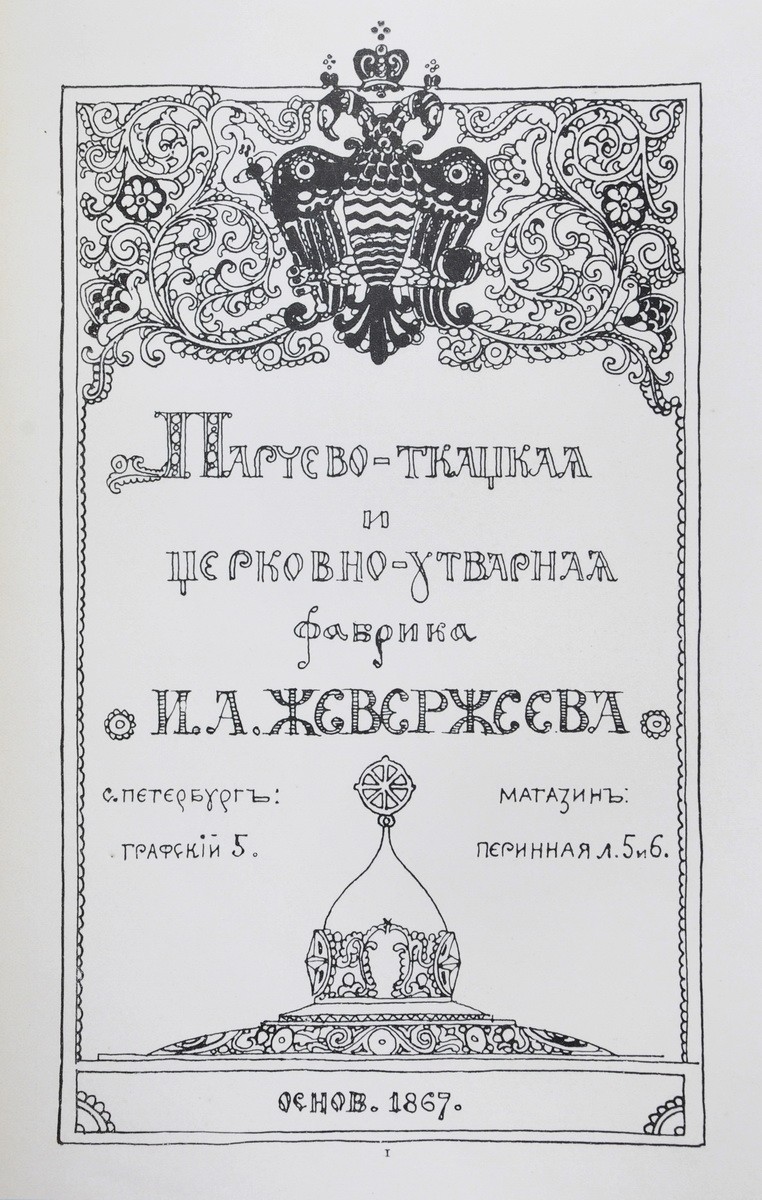 Парчево-ткацкая
и
церковно-утварная
фабрика
И. А. Жевержеева
С. Петербургъ:
Графскій 5.
Магазинъ:
Перинная л. 5 и 6.
Основ. 1867.
I